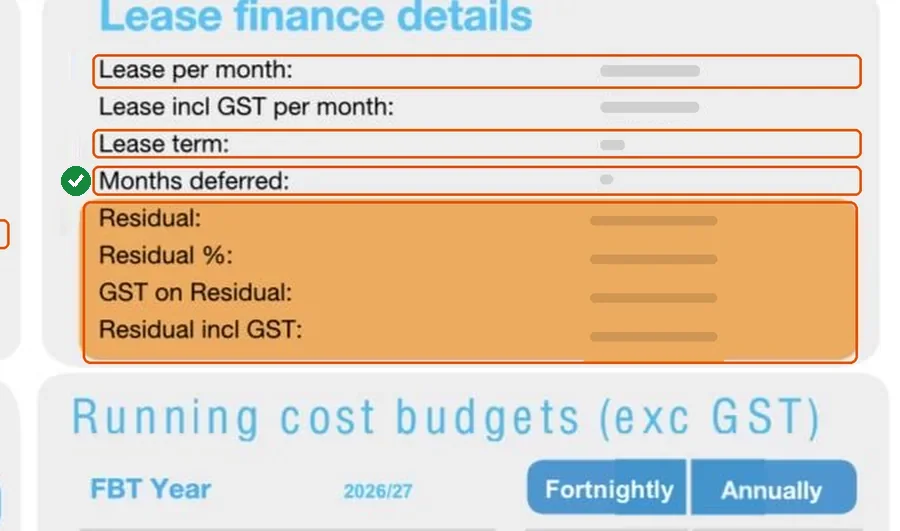 Lease finance details
Lease per month:
Lease incl GST per month:
Lease term:
Months deferred:
Residual:
Residual %:
GST on Residual:
Residual incl GST:
Running cost budgets (exc GST)
FBT Year 2026/27 Fortnightly Annually